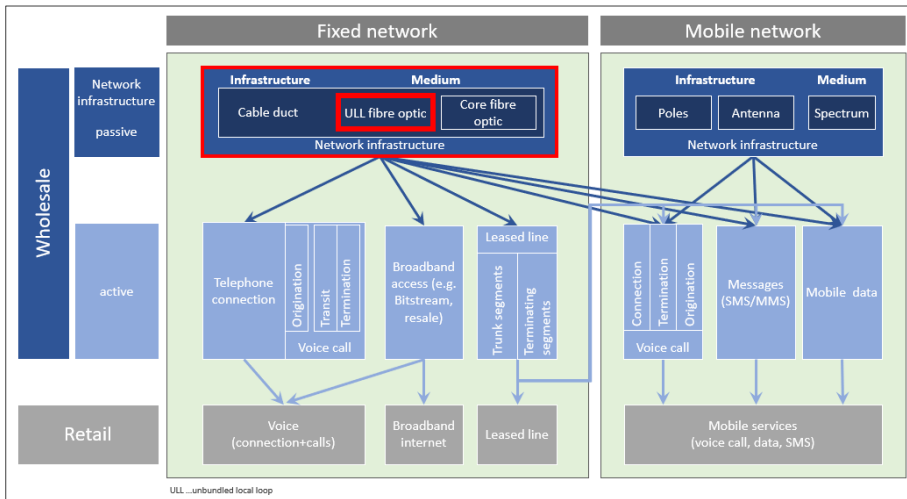 Fixed network
Mobile network
Wholesale
Network
infrastructure
passive
Infrastructure
Medium
Cable duct
ULL fibre optic
Core fibre
optic
Network infrastructure
Infrastructure
Medium
Poles
Antenna
Spectrum
Network infrastructure
active
Telephone
connection
Origination
Transit
Termination
Voice call
Broadband
access (e.g.
Bitstream,
resale)
Leased line
Trunk segments
Terminating
segments
Connection
Termination
Origination
Voice call
Messages
(SMS/MMS)
Mobile data
Retail
Voice
(connection+calls)
Broadband
internet
Leased line
Mobile services
(voice call, data, SMS)
ULL ...unbundled local loop